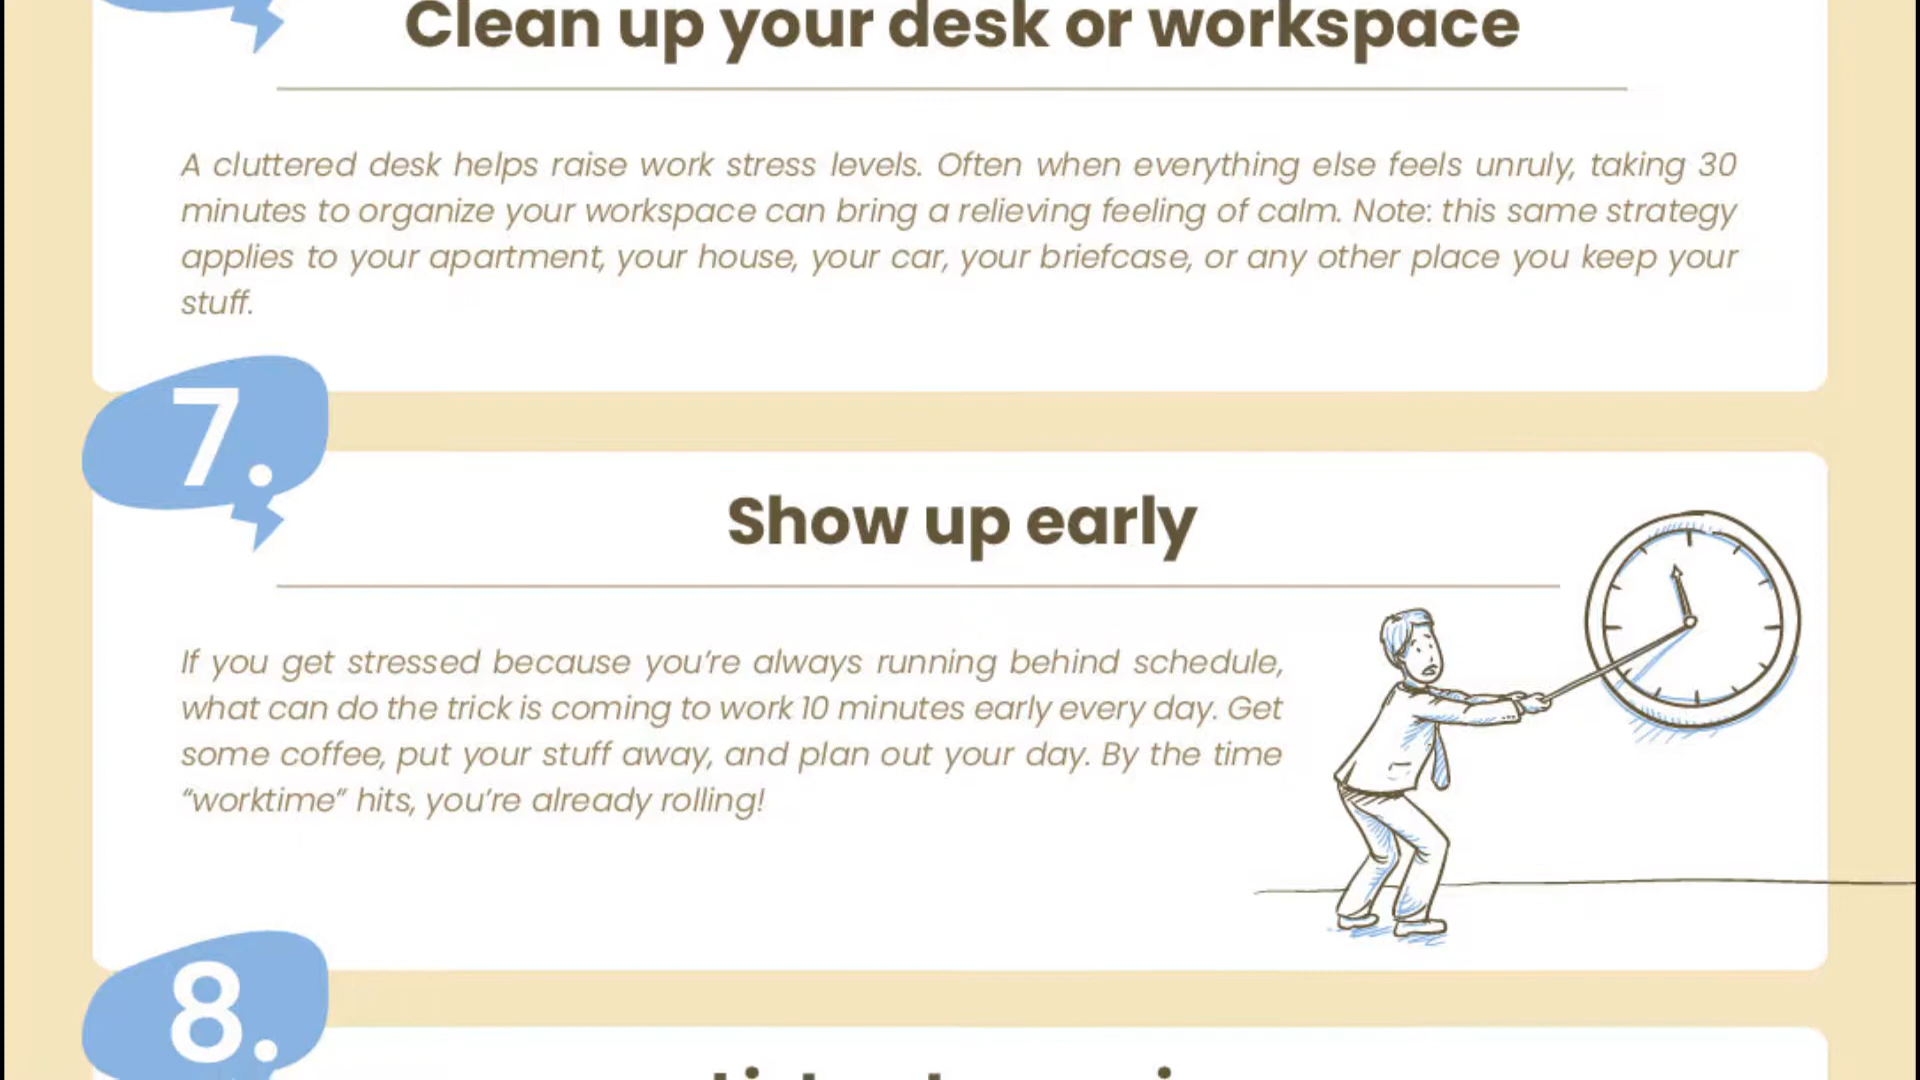 Clean up your desk or workspace
A cluttered desk helps raise work stress levels. Often when everything else feels unruly, taking 30
minutes to organize your workspace can bring a relieving feeling of calm. Note: this same strategy
applies to your apartment, your house, your car, your briefcase, or any other place you keep your
stuff.
7.
Show up early
If you get stressed because you’re always running behind schedule,
what can do the trick is coming to work 10 minutes early every day. Get
some coffee, put your stuff away, and plan out your day. By the time
“worktime” hits, you’re already rolling!
8.